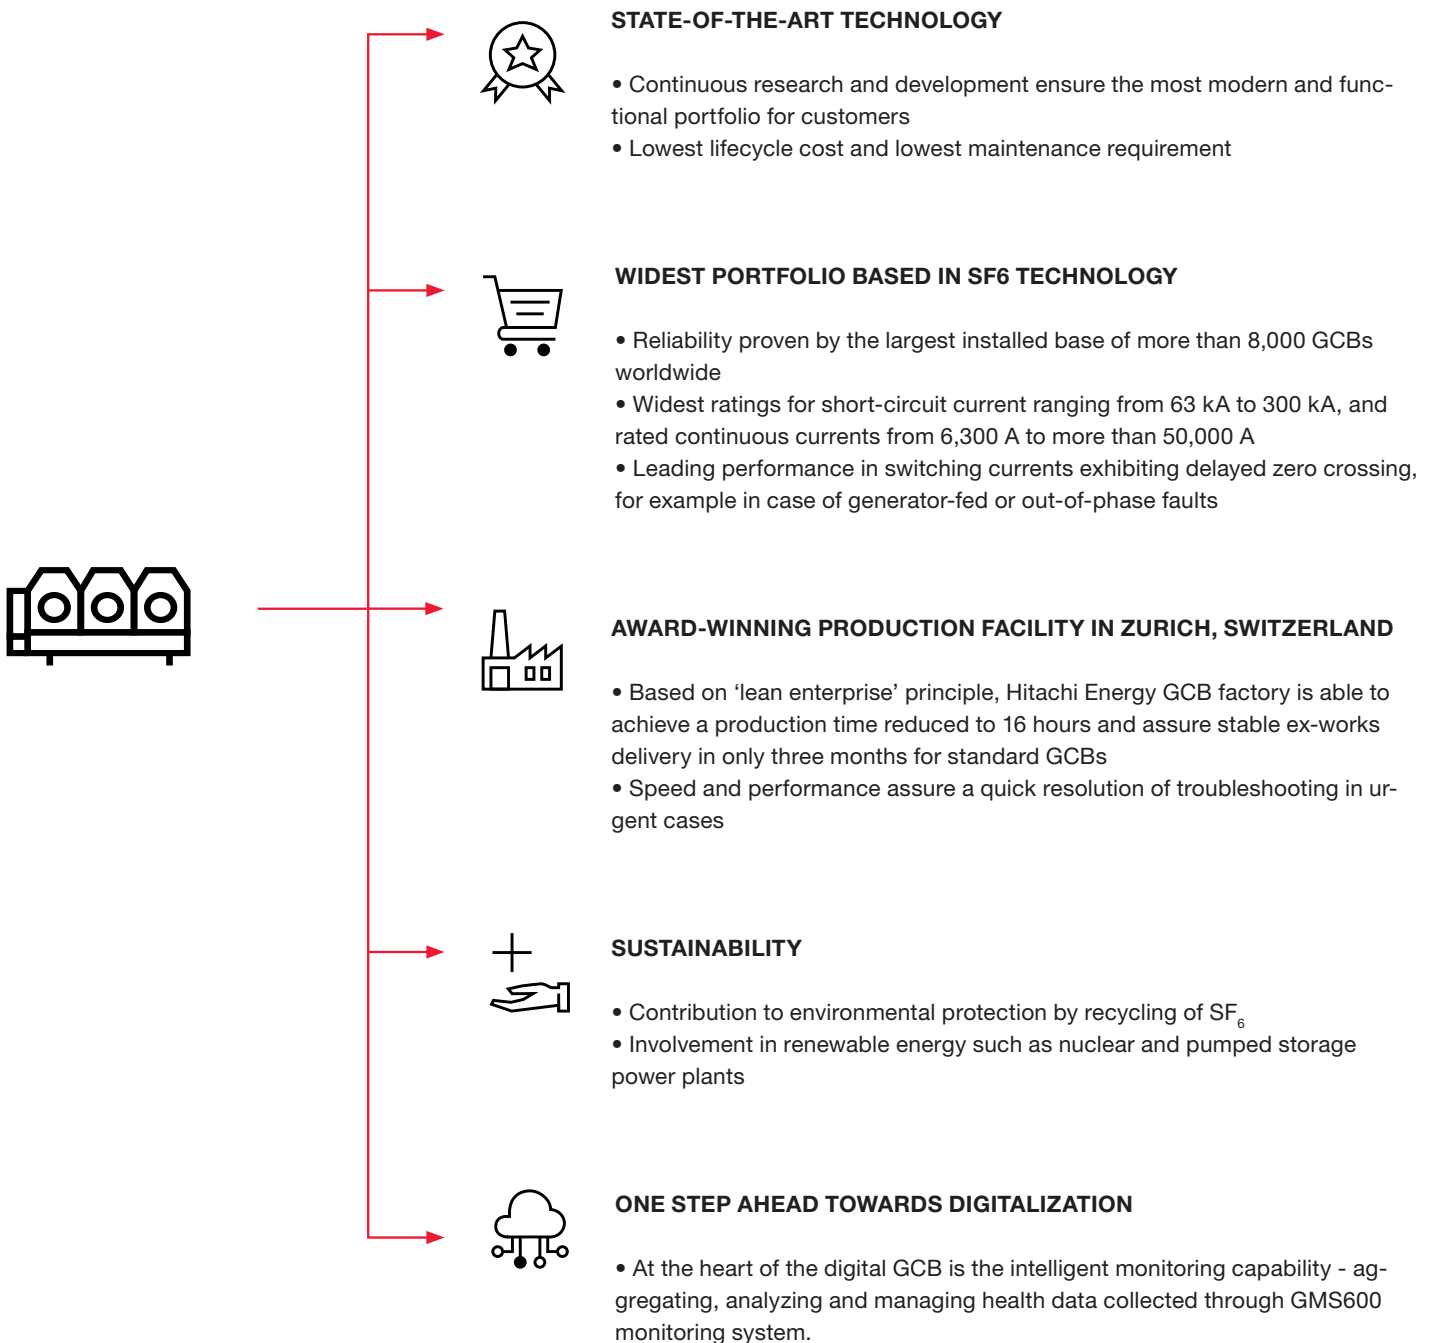 STATE-OF-THE-ART TECHNOLOGY
• Continuous research and development ensure the most modern and func-
tional portfolio for customers
• Lowest lifecycle cost and lowest maintenance requirement
WIDEST PORTFOLIO BASED IN SF6 TECHNOLOGY
• Reliability proven by the largest installed base of more than 8,000 GCBs
worldwide
• Widest ratings for short-circuit current ranging from 63 kA to 300 kA, and
rated continuous currents from 6,300 A to more than 50,000 A
• Leading performance in switching currents exhibiting delayed zero crossing,
for example in case of generator-fed or out-of-phase faults
AWARD-WINNING PRODUCTION FACILITY IN ZURICH, SWITZERLAND
• Based on ‘lean enterprise’ principle, Hitachi Energy GCB factory is able to
achieve a production time reduced to 16 hours and assure stable ex-works
delivery in only three months for standard GCBs
• Speed and performance assure a quick resolution of troubleshooting in ur-
gent cases
SUSTAINABILITY
• Contribution to environmental protection by recycling of SF₆
• Involvement in renewable energy such as nuclear and pumped storage
power plants
ONE STEP AHEAD TOWARDS DIGITALIZATION
• At the heart of the digital GCB is the intelligent monitoring capability - ag-
gregating, analyzing and managing health data collected through GMS600
monitoring system.